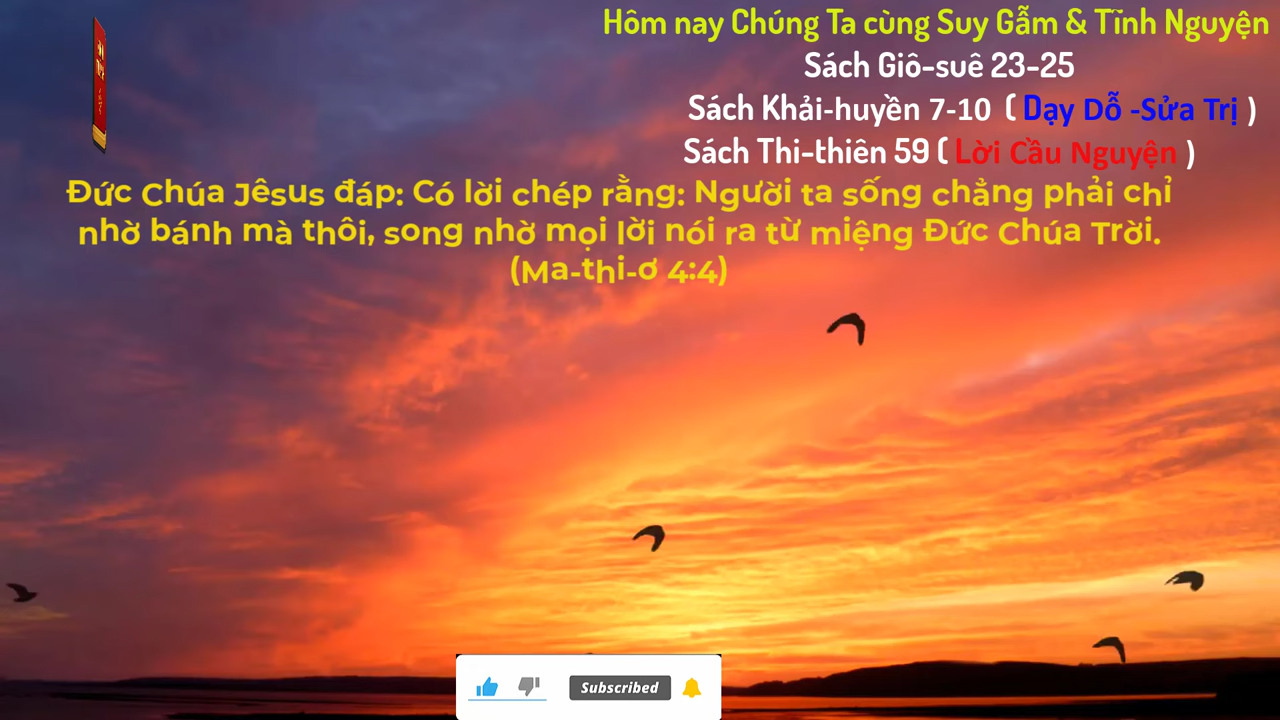 Hôm nay Chúng Ta cùng Suy Gẫm & Tĩnh Nguyện
Sách Giô-suê 23-25
Sách Khải-huyền 7-10 ( Dạy Dỗ -Sửa Trị )
Sách Thi-thiên 59 ( Lời Cầu Nguyện )
Đức Chúa Jêsus đáp: Có lời chép rằng: Người ta sống chẳng phải chỉ
nhờ bánh mà thôi, song nhờ mọi lời nói ra từ miệng Đức Chúa Trời.
(Ma-thi-ơ 4:4)
Subscribed